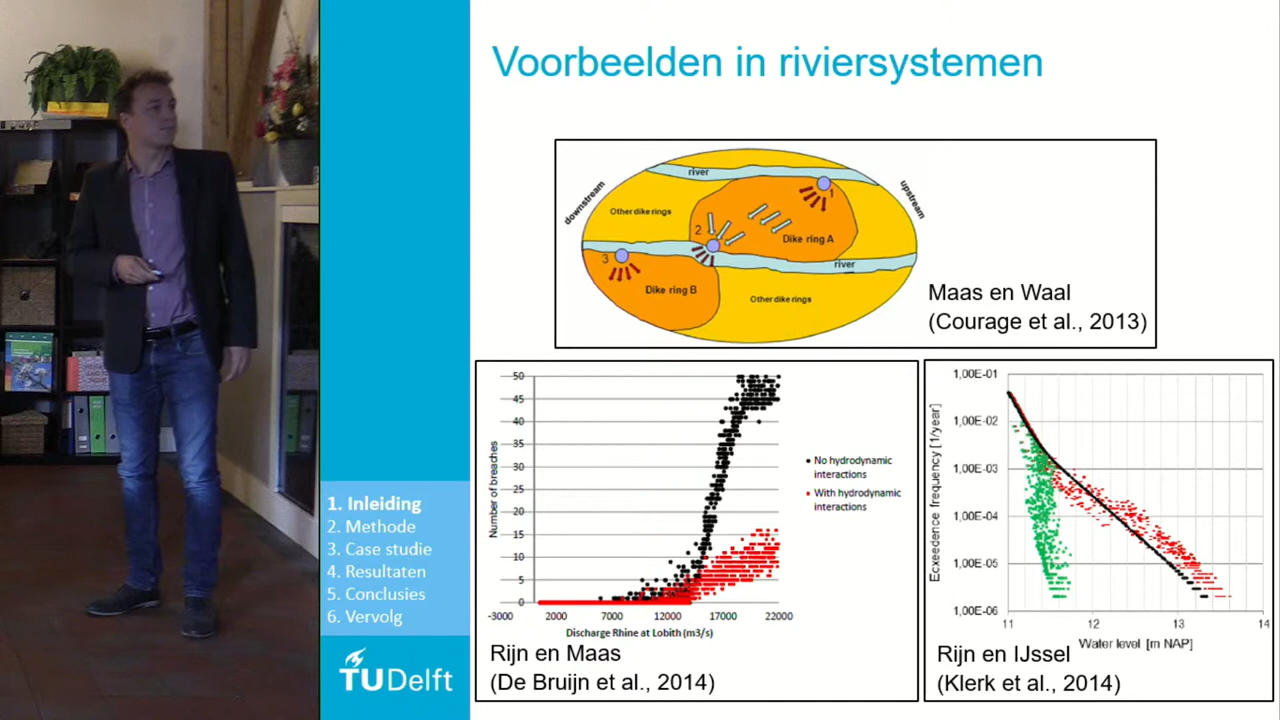 Voorbeelden in riviersystemen
river
downstream
upstream
1
Other dike rings
2
Dike ring A
3
river
Dike ring B
Other dike rings
Maas en Waal
(Courage et al., 2013)
50
45
40
35
30
25
20
15
10
5
0
Number of breaches
-3000 2000 7000 12000 17000 22000
Discharge Rhine at Lobith (m3/s)
No hydrodynamic
interactions
With hydrodynamic
interactions
Rijn en Maas
(De Bruijn et al., 2014)
1,00E-01
1,00E-02
1,00E-03
1,00E-04
1,00E-05
1,00E-06
Ecxeedence frequency [1/year]
11 12 13 14
Water level [m NAP]
Rijn en IJssel
(Klerk et al., 2014)
1. Inleiding
2. Methode
3. Case studie
4. Resultaten
5. Conclusies
6. Vervolg
TU Delft